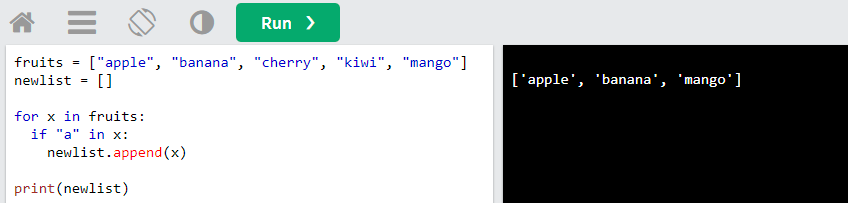 Run ❯
fruits = ["apple", "banana", "cherry", "kiwi", "mango"]
newlist = []
for x in fruits:
  if "a" in x:
    newlist.append(x)
print(newlist)
['apple', 'banana', 'mango']